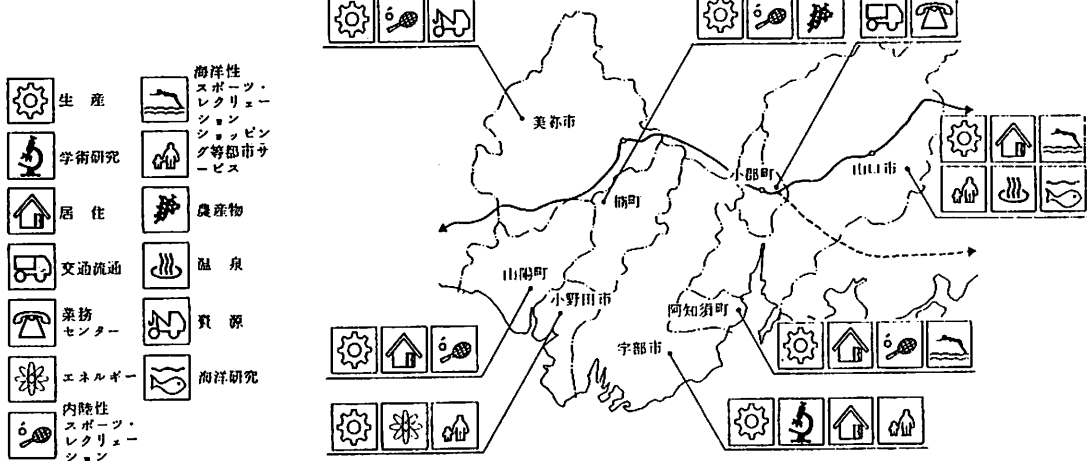 生 産
学術研究
居 住
交通流通
業務
センター
エネルギー
内陸性
スポーツ・
レクリェー
ション
海洋性
スポーツ・
レクリェー
ション
ショッピン
グ等都市サ
ービス
農産物
温 泉
資 源
海洋研究
美祢市
楠町
小郡町
山口市
山陽町
小野田市
阿知須町
宇部市